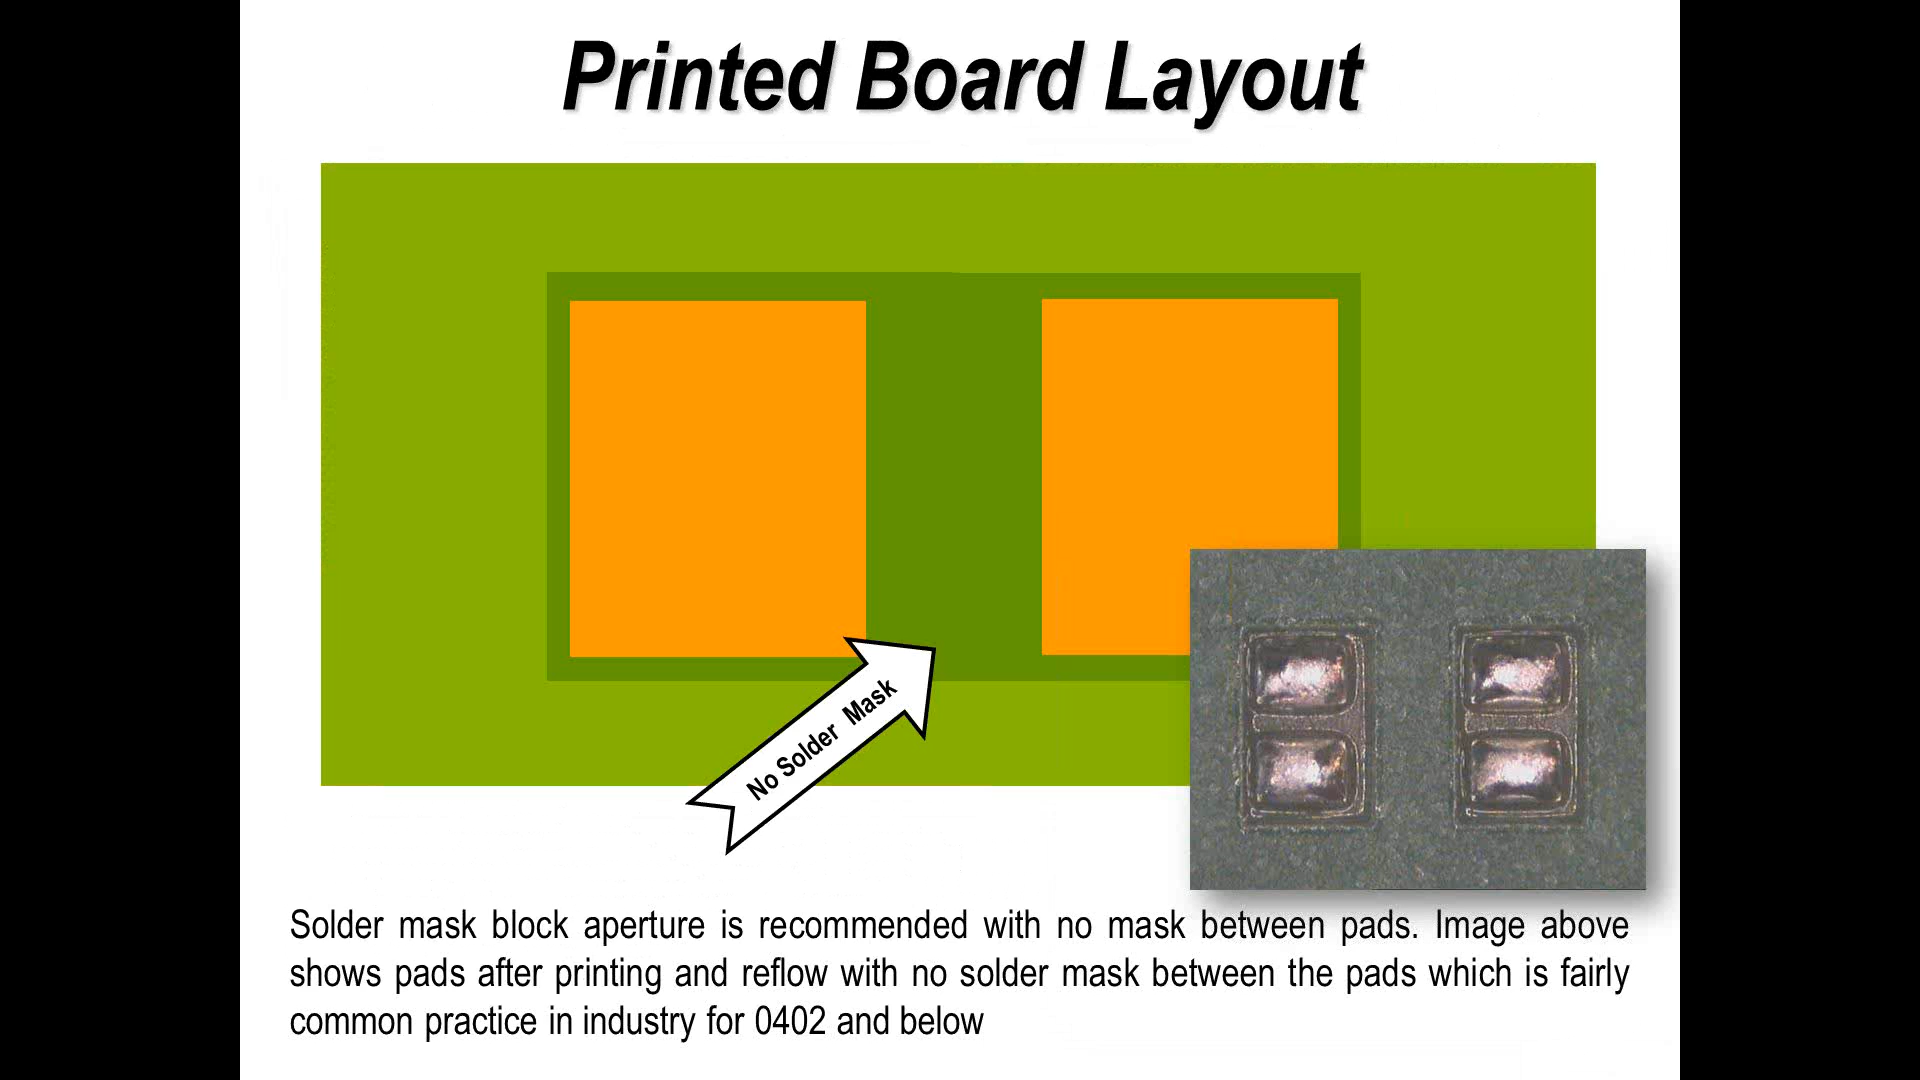 Printed Board Layout
No Solder Mask
Solder mask block aperture is recommended with no mask between pads. Image above
shows pads after printing and reflow with no solder mask between the pads which is fairly
common practice in industry for 0402 and below